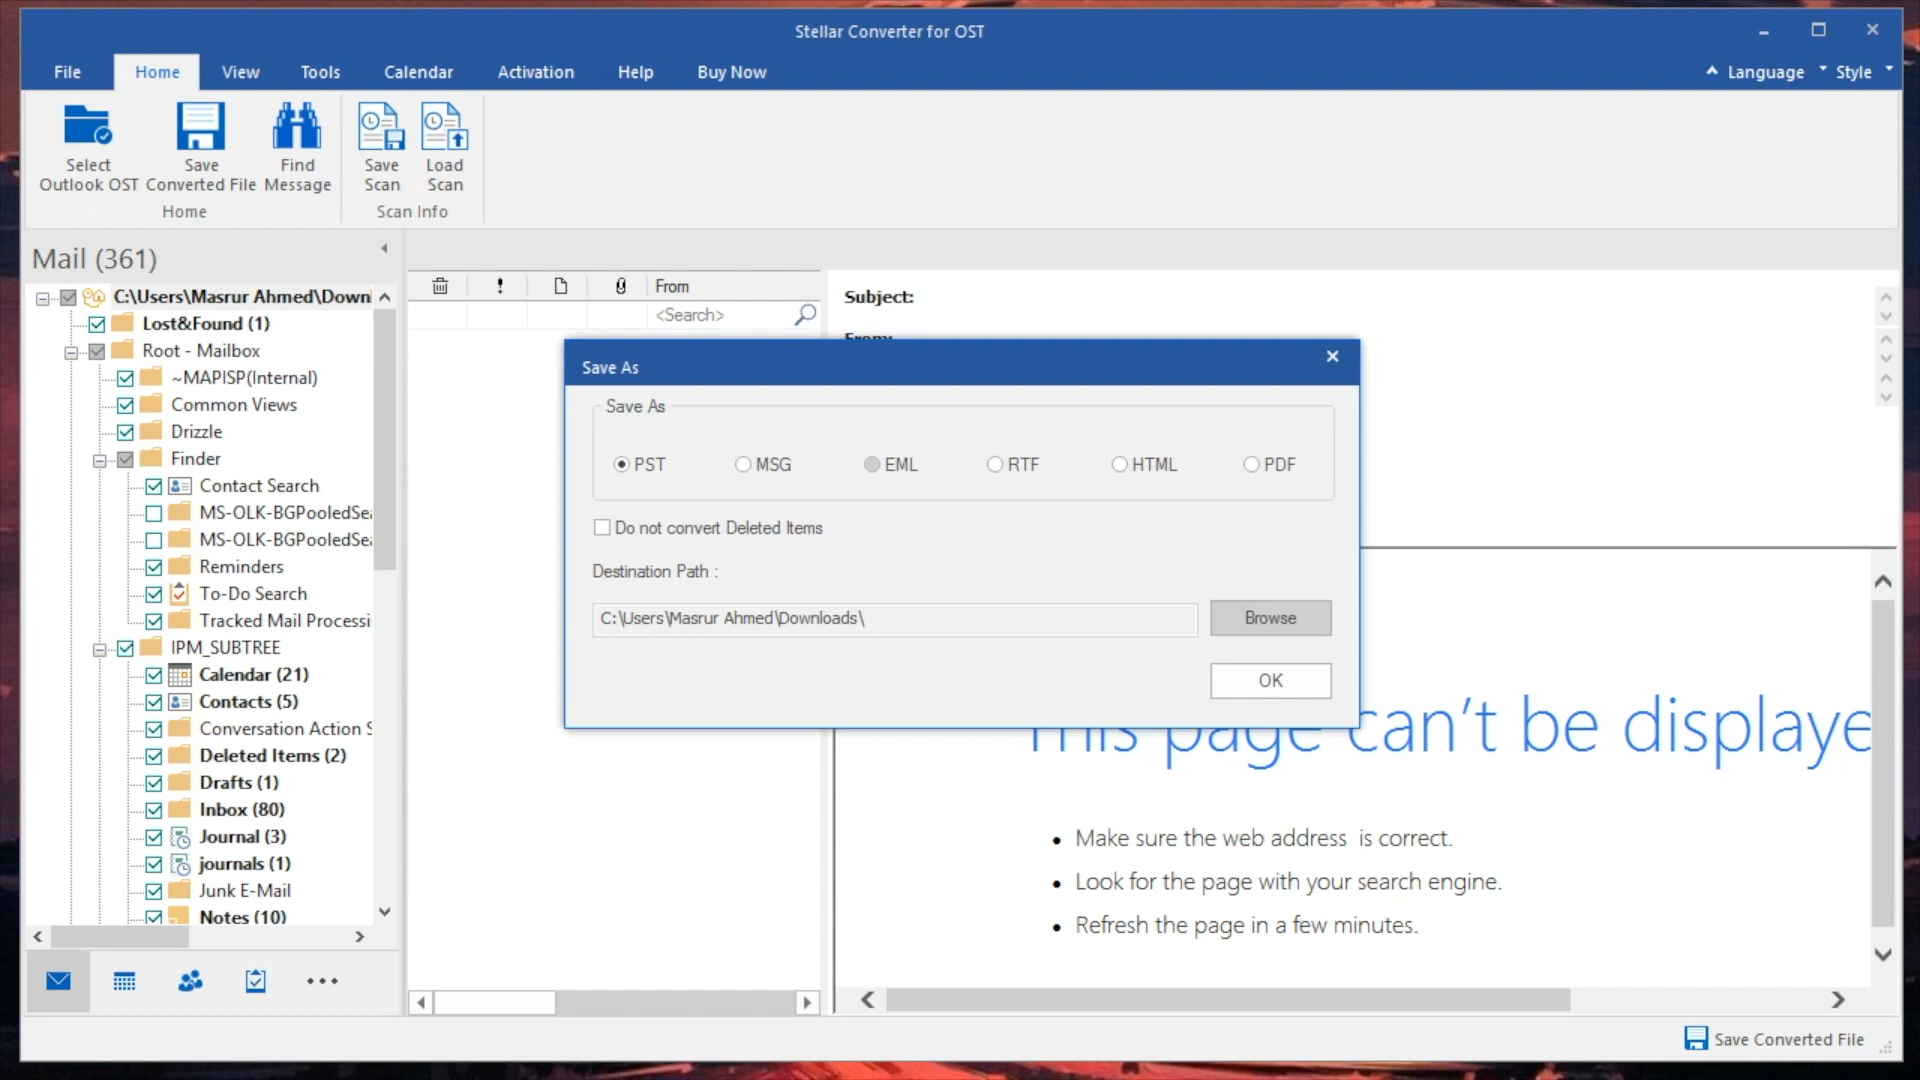 Stellar Converter for OST
File Home View Tools Calendar Activation Help Buy Now Language Style
Select Outlook OST
Save Converted File
Find Message
Save Scan
Load Scan
Home
Scan Info
Mail (361)
C:\Users\Masrur Ahmed\Downl
Lost&Found (1)
Root - Mailbox
~MAPISP(Internal)
Common Views
Drizzle
Finder
Contact Search
MS-OLK-BGPooledSea
MS-OLK-BGPooledSea
Reminders
To-Do Search
Tracked Mail Processi
IPM_SUBTREE
Calendar (21)
Contacts (5)
Conversation Action S
Deleted Items (2)
Drafts (1)
Inbox (80)
Journal (3)
journals (1)
Junk E-Mail
Notes (10)
From
<Search>
Subject:
From:
Save As
Save As
PST MSG EML RTF HTML PDF
Do not convert Deleted Items
Destination Path :
C:\Users\Masrur Ahmed\Downloads\
Browse
OK
This page can't be displaye
Make sure the web address  is correct.
Look for the page with your search engine.
Refresh the page in a few minutes.
Save Converted File